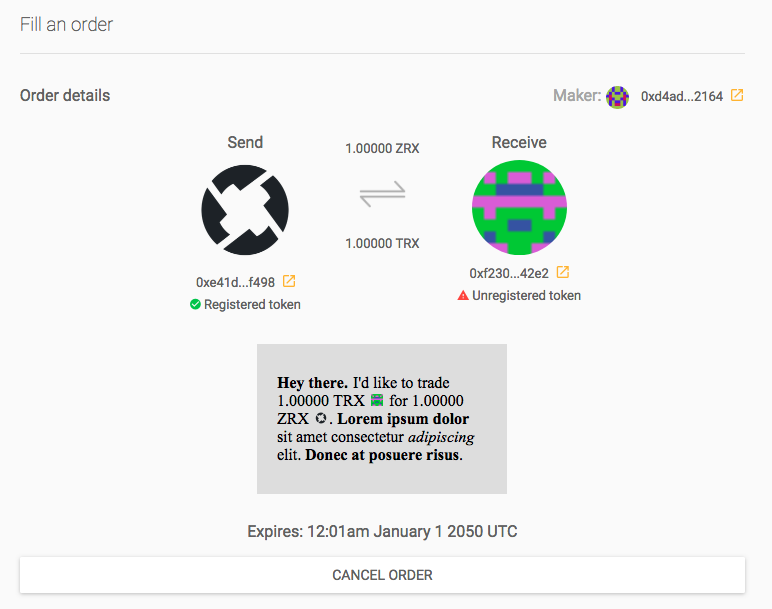 Fill an order
Order details
Maker: 0xd4ad...2164
Send
1.00000 ZRX
Receive
1.00000 TRX
0xe41d...f498
0xf230...42e2
Registered token
Unregistered token
Hey there. I'd like to trade
1.00000 TRX for 1.00000
ZRX . Lorem ipsum dolor
sit amet consectetur adipiscing
elit. Donec at posuere risus.
Expires: 12:01am January 1 2050 UTC
CANCEL ORDER